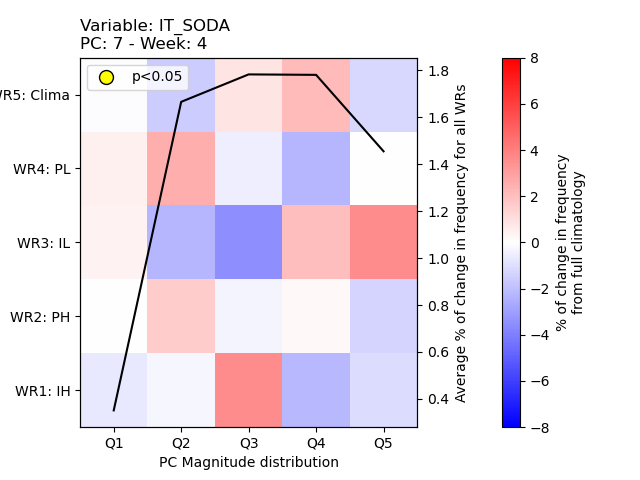 Variable: IT_SODA
PC: 7 - Week: 4
p<0.05
WR5: Clima
WR4: PL
WR3: IL
WR2: PH
WR1: IH
Q1 Q2 Q3 Q4 Q5
PC Magnitude distribution
1.8
1.6
1.4
1.2
1.0
0.8
0.6
0.4
Average % of change in frequency for all WRs
8
6
4
2
0
−2
−4
−6
−8
% of change in frequency
from full climatology